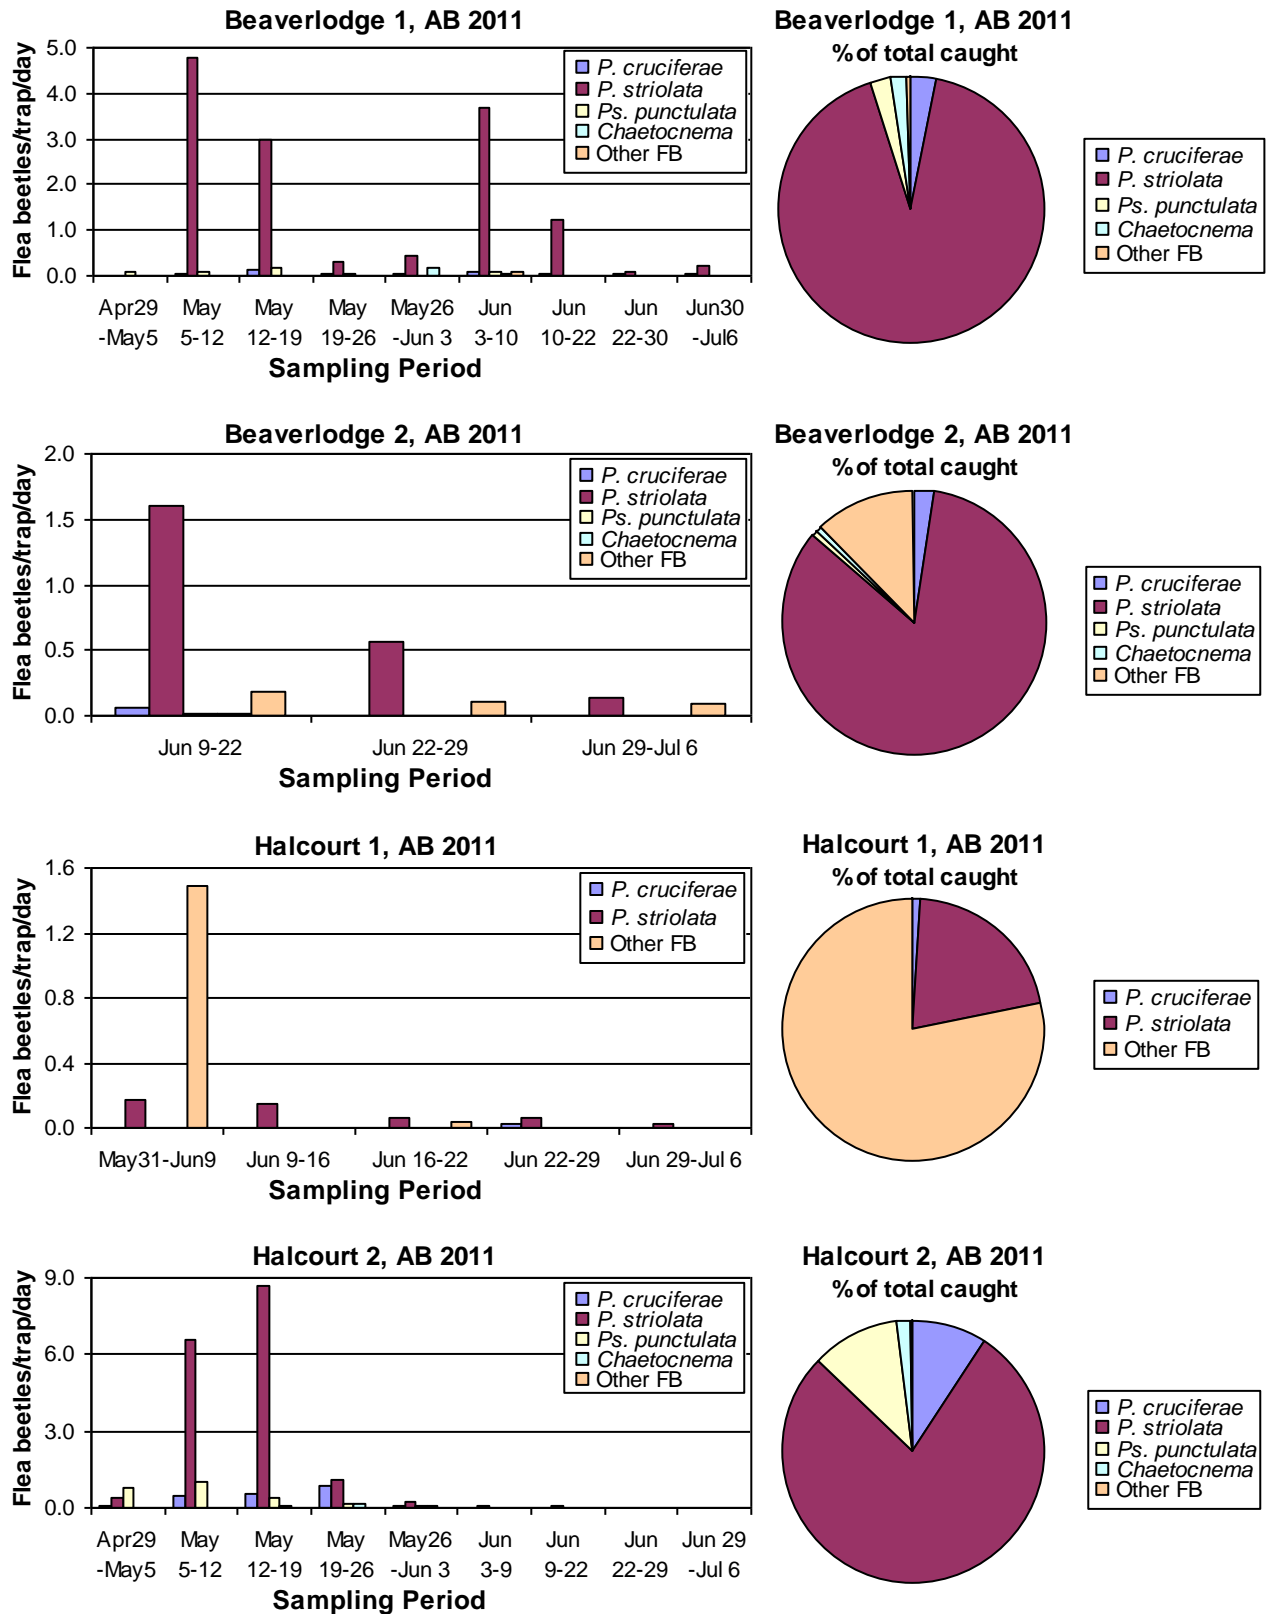 Beaverlodge 1, AB 2011
Flea beetles/trap/day
5.0
4.0
3.0
2.0
1.0
0.0
P. cruciferae
P. striolata
Ps. punctulata
Chaetocnema
Other FB
Apr29 May May May May26 Jun Jun Jun Jun30
-May5 5-12 12-19 19-26 -Jun 3 3-10 10-22 22-30 -Jul6
Sampling Period
Beaverlodge 1, AB 2011
% of total caught
P. cruciferae
P. striolata
Ps. punctulata
Chaetocnema
Other FB
Beaverlodge 2, AB 2011
Flea beetles/trap/day
2.0
1.5
1.0
0.5
0.0
P. cruciferae
P. striolata
Ps. punctulata
Chaetocnema
Other FB
Jun 9-22 Jun 22-29 Jun 29-Jul 6
Sampling Period
Beaverlodge 2, AB 2011
% of total caught
P. cruciferae
P. striolata
Ps. punctulata
Chaetocnema
Other FB
Halcourt 1, AB 2011
Flea beetles/trap/day
1.6
1.2
0.8
0.4
0.0
P. cruciferae
P. striolata
Other FB
May31-Jun9 Jun 9-16 Jun 16-22 Jun 22-29 Jun 29-Jul 6
Sampling Period
Halcourt 1, AB 2011
% of total caught
P. cruciferae
P. striolata
Other FB
Halcourt 2, AB 2011
Flea beetles/trap/day
9.0
6.0
3.0
0.0
P. cruciferae
P. striolata
Ps. punctulata
Chaetocnema
Other FB
Apr29 May May May May26 Jun Jun Jun Jun 29
-May5 5-12 12-19 19-26 -Jun 3 3-9 9-22 22-29 -Jul 6
Sampling Period
Halcourt 2, AB 2011
% of total caught
P. cruciferae
P. striolata
Ps. punctulata
Chaetocnema
Other FB